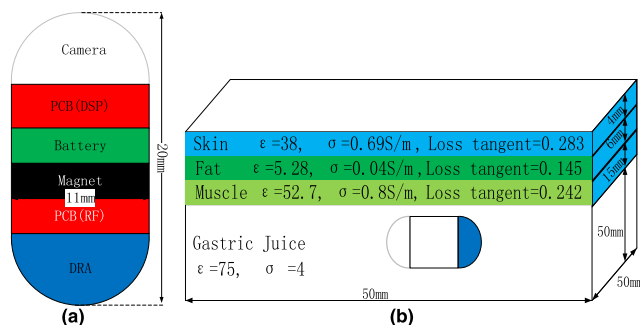 Camera
PCB(DSP)
Battery
Magnet
11mm
PCB(RF)
DRA
20mm
(a)
Skin ε=38, σ=0.69S/m, Loss tangent=0.283
Fat ε=5.28, σ=0.04S/m, Loss tangent=0.145
Muscle ε=52.7, σ=0.8S/m, Loss tangent=0.242
4mm
6mm
15mm
Gastric Juice
ε=75, σ=4
50mm
50mm
50mm
(b)